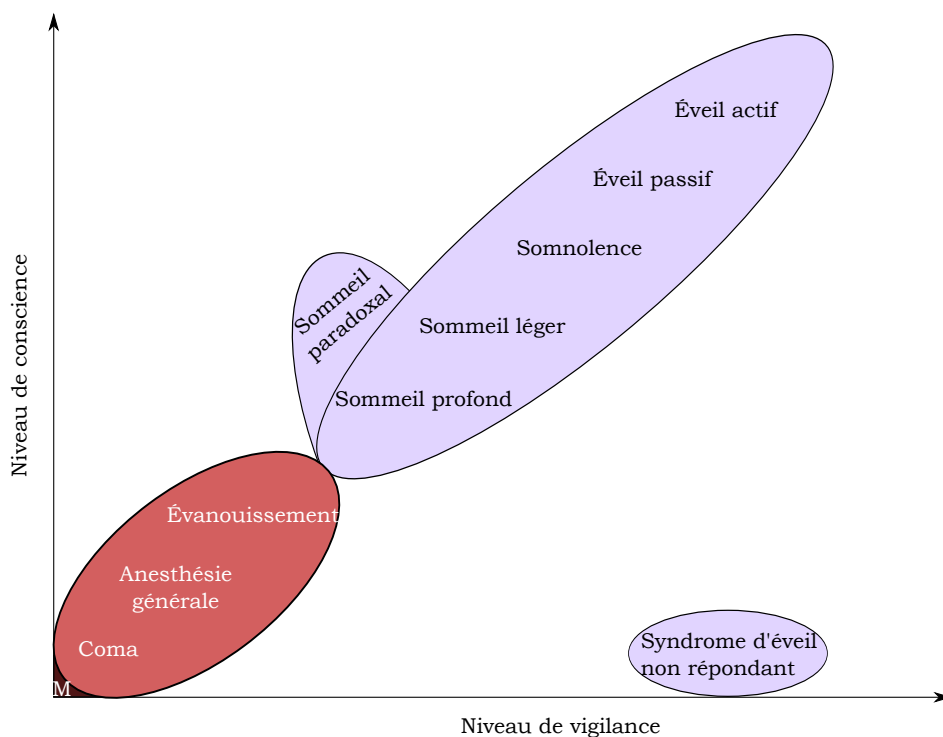 Éveil actif
Éveil passif
Somnolence
Sommeil
paradoxal
Sommeil léger
Sommeil profond
Niveau de conscience
Évanouissement
Anesthésie
générale
Coma
M
Syndrome d'éveil
non répondant
Niveau de vigilance